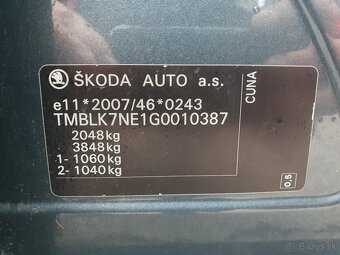 ŠKODA AUTO a.s.
e11*2007/46*0243
TMBLK7NE1G0010387
2048kg
3848kg
1- 1060kg
2- 1040kg
CUNA
0,5